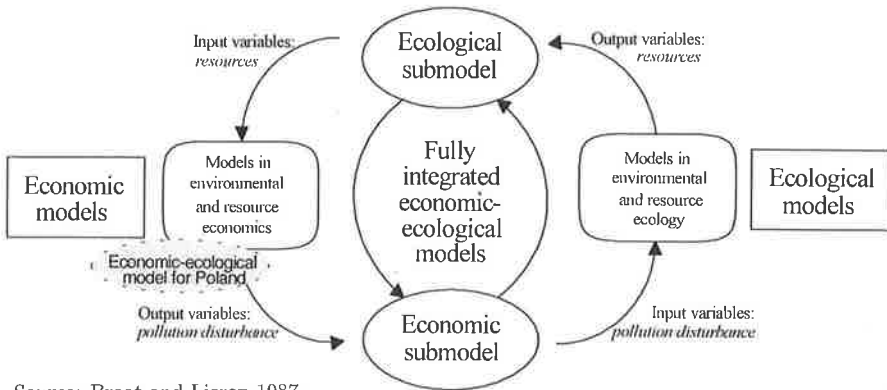 Input variables:
resources
Ecological
submodel
Output variables:
resources
Economic
models
Models in
environmental
and resource
economics
Fully
integrated
economic-
ecological
models
Models in
environmental
and resource
ecology
Ecological
models
Economic-ecological
model for Poland
Output variables:
pollution disturbance
Economic
submodel
Input variables:
pollution disturbance
1987